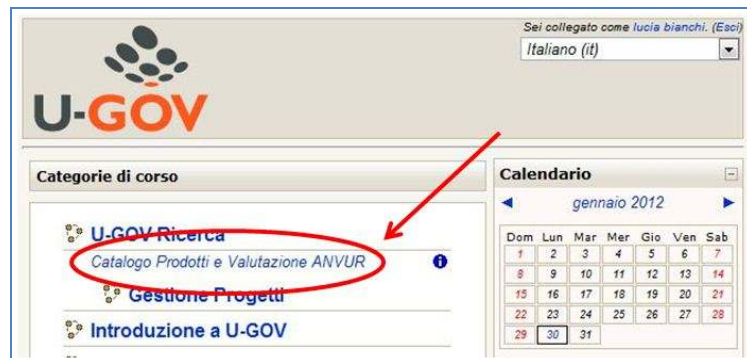 Sei collegato come lucia bianchi. (Esci)
Italiano (it)
U-GOV
Categorie di corso
U-GOV Ricerca
Catalogo Prodotti e Valutazione ANVUR
Gestione Progetti
Introduzione a U-GOV
Calendario
gennaio 2012
Dom Lun Mar Mer Gio Ven Sab
1 2 3 4 5 6 7
8 9 10 11 12 13 14
15 16 17 18 19 20 21
22 23 24 25 26 27 28
29 30 31